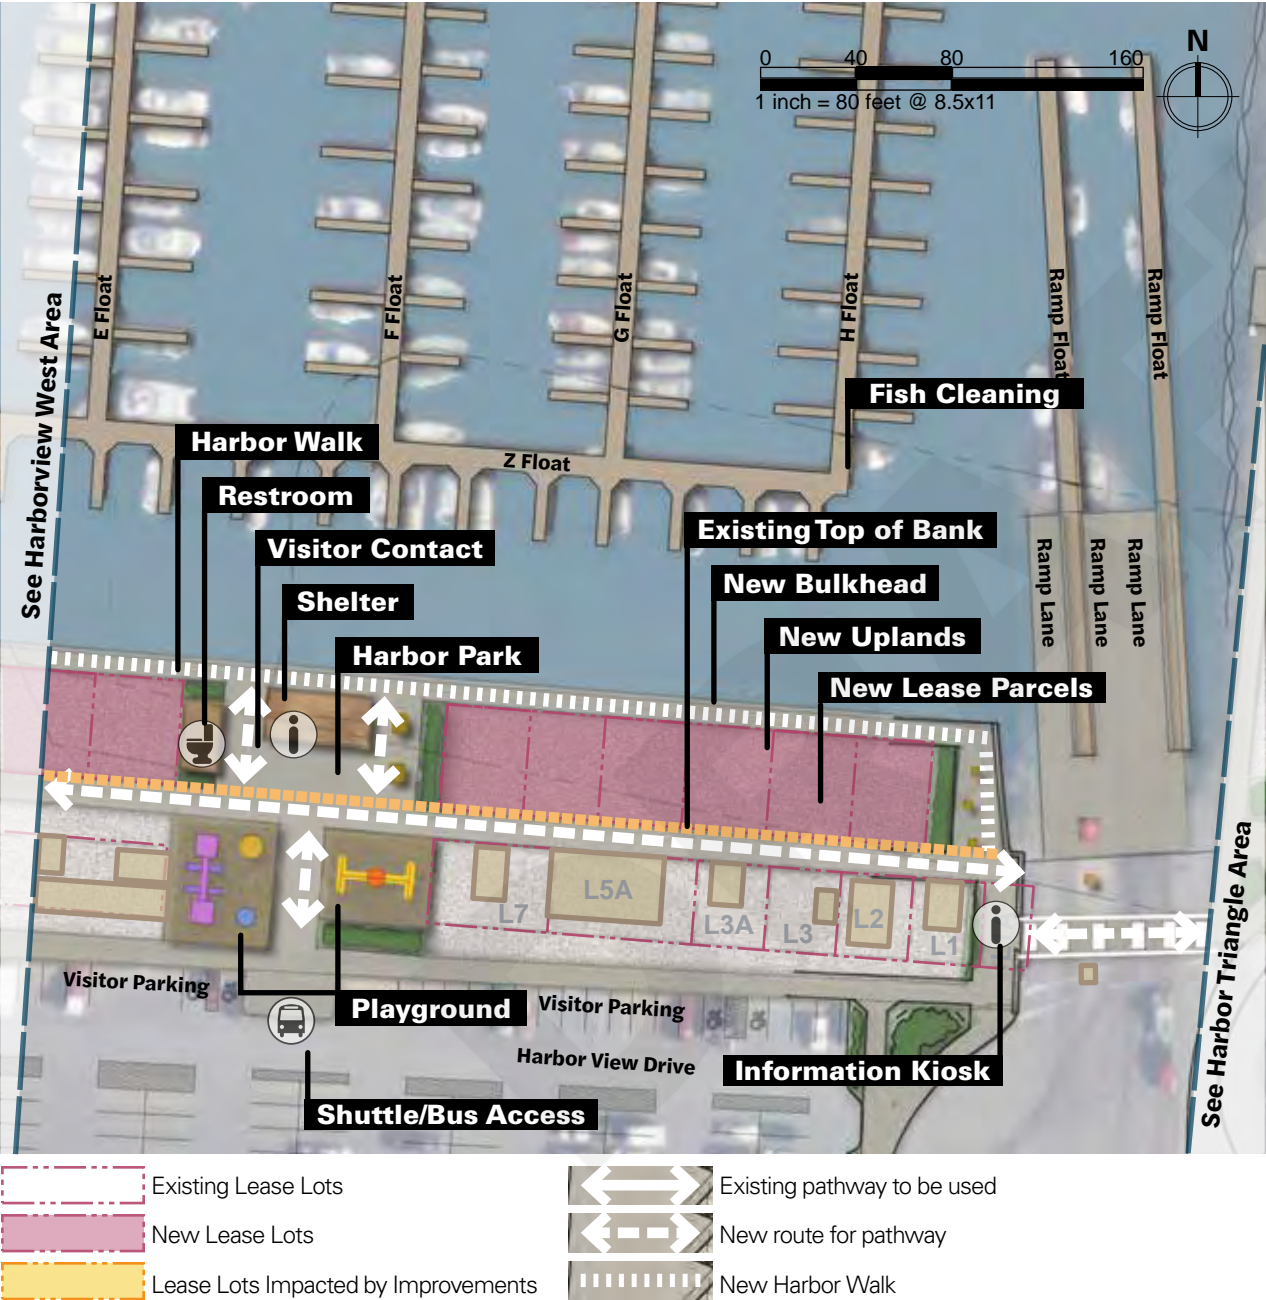 N
0 40 80 160
1 inch = 80 feet @ 8.5x11
E Float
F Float
G Float
H Float
Ramp Float
Ramp Float
See Harborview West Area
Fish Cleaning
Harbor Walk
Z Float
Restroom
Existing Top of Bank
Visitor Contact
New Bulkhead
Ramp Lane
Ramp Lane
Ramp Lane
Shelter
New Uplands
Harbor Park
New Lease Parcels
L7
L5A
L3A
L3
L2
L1
See Harbor Triangle Area
Visitor Parking
Playground
Visitor Parking
Harbor View Drive
Information Kiosk
Shuttle/Bus Access
Existing Lease Lots
New Lease Lots
Lease Lots Impacted by Improvements
Existing pathway to be used
New route for pathway
New Harbor Walk